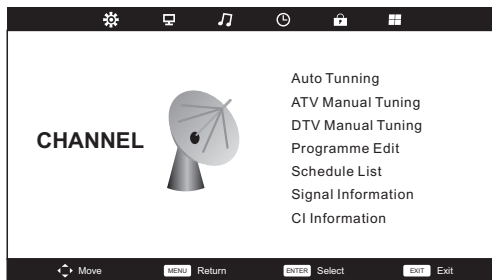 Auto Tunning
ATV Manual Tuning
DTV Manual Tuning
CHANNEL
Programme Edit
Schedule List
Signal Information
CI Information
Move MENU Return ENTER Select EXIT Exit